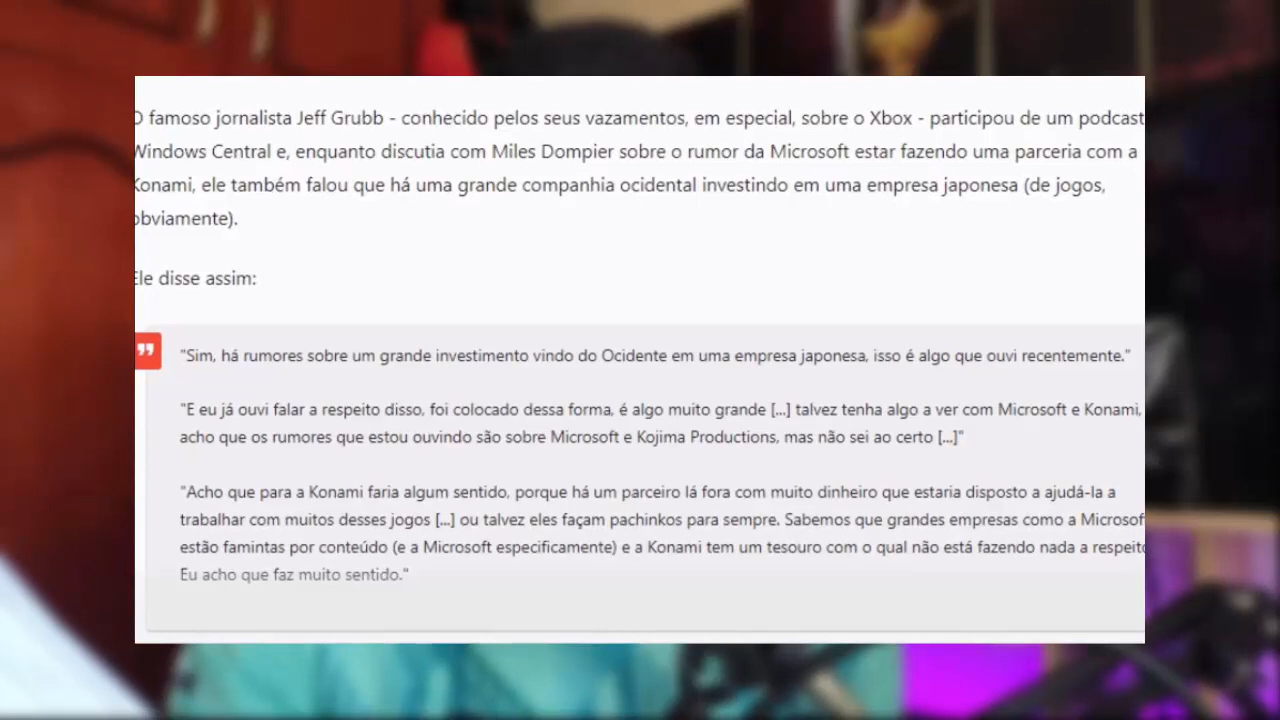 O famoso jornalista Jeff Grubb - conhecido pelos seus vazamentos, em especial, sobre o Xbox - participou de um podcast
Windows Central e, enquanto discutia com Miles Dompier sobre o rumor da Microsoft estar fazendo uma parceria com a
Konami, ele também falou que há uma grande companhia ocidental investindo em uma empresa japonesa (de jogos,
obviamente).
Ele disse assim:
"Sim, há rumores sobre um grande investimento vindo do Ocidente em uma empresa japonesa, isso é algo que ouvi recentemente."
"E eu já ouvi falar a respeito disso, foi colocado dessa forma, é algo muito grande [...] talvez tenha algo a ver com Microsoft e Konami,
acho que os rumores que estou ouvindo são sobre Microsoft e Kojima Productions, mas não sei ao certo [...]"
"Acho que para a Konami faria algum sentido, porque há um parceiro lá fora com muito dinheiro que estaria disposto a ajudá-la a
trabalhar com muitos desses jogos [...] ou talvez eles façam pachinkos para sempre. Sabemos que grandes empresas como a Microsof
estão famintas por conteúdo (e a Microsoft especificamente) e a Konami tem um tesouro com o qual não está fazendo nada a respeito
Eu acho que faz muito sentido."